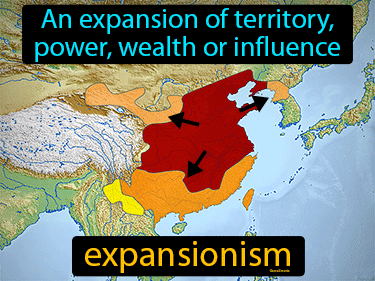 An expansion of territory,
power, wealth or influence
expansionism